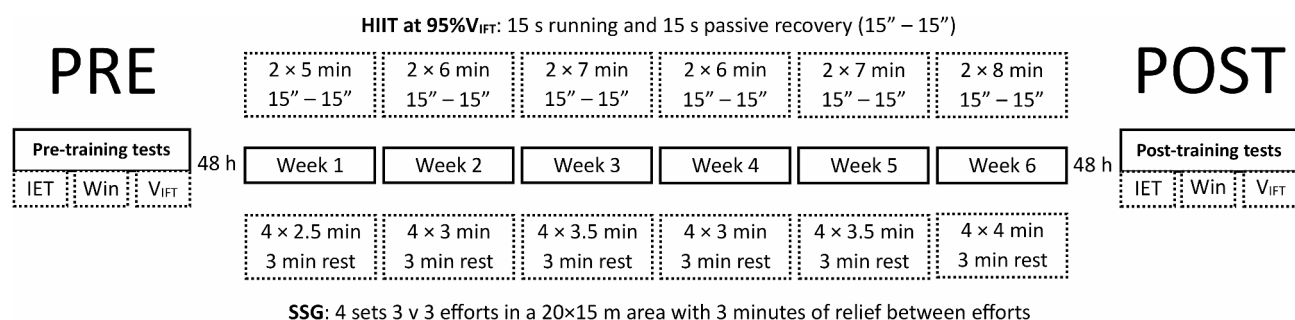 HIIT at 95%VIFT: 15 s running and 15 s passive recovery (15” – 15”)
PRE
2 × 5 min
15” – 15”
2 × 6 min
15” – 15”
2 × 7 min
15” – 15”
2 × 6 min
15” – 15”
2 × 7 min
15” – 15”
2 × 8 min
15” – 15”
POST
Pre-training tests
IET
Win
VIFT
48 h
Week 1
Week 2
Week 3
Week 4
Week 5
Week 6
48 h
Post-training tests
IET
Win
VIFT
4 × 2.5 min
3 min rest
4 × 3 min
3 min rest
4 × 3.5 min
3 min rest
4 × 3 min
3 min rest
4 × 3.5 min
3 min rest
4 × 4 min
3 min rest
SSG: 4 sets 3 v 3 efforts in a 20×15 m area with 3 minutes of relief between efforts